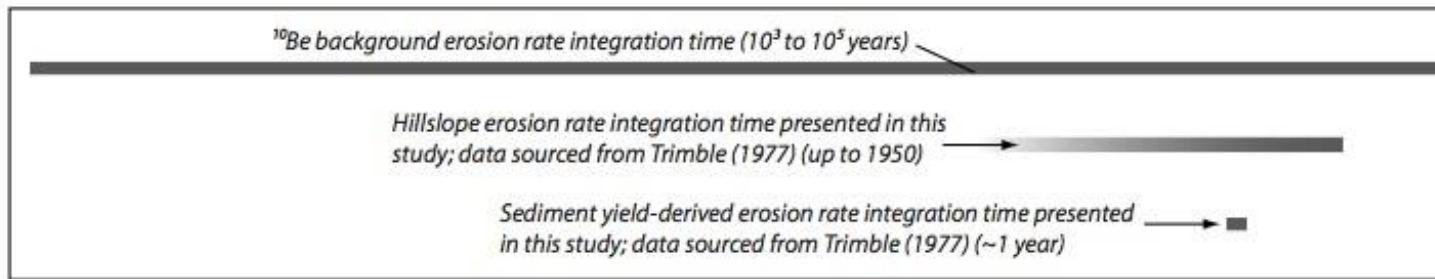 ¹⁰Be background erosion rate integration time (10³ to 10⁵ years)
Hillslope erosion rate integration time presented in this
study; data sourced from Trimble (1977) (up to 1950)
Sediment yield-derived erosion rate integration time presented
in this study; data sourced from Trimble (1977) (~1 year)